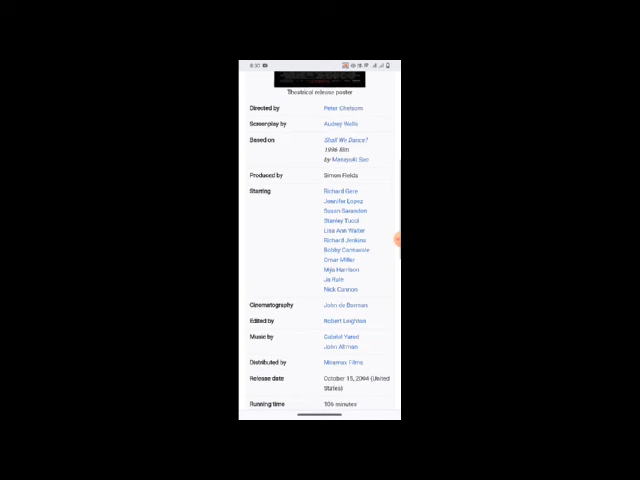 8:30
Theatrical release poster
Directed by Peter Chelsom
Screenplay by Audrey Wells
Based on Shall We Dance?
1996 film
by Masayuki Suo
Produced by Simon Fields
Starring Richard Gere
Jennifer Lopez
Susan Sarandon
Stanley Tucci
Lisa Ann Walter
Richard Jenkins
Bobby Cannavale
Omar Miller
Mýa Harrison
Ja Rule
Nick Cannon
Cinematography John de Borman
Edited by Robert Leighton
Music by Gabriel Yared
John Altman
Distributed by Miramax Films
Release date October 15, 2004 (United
States)
Running time 106 minutes